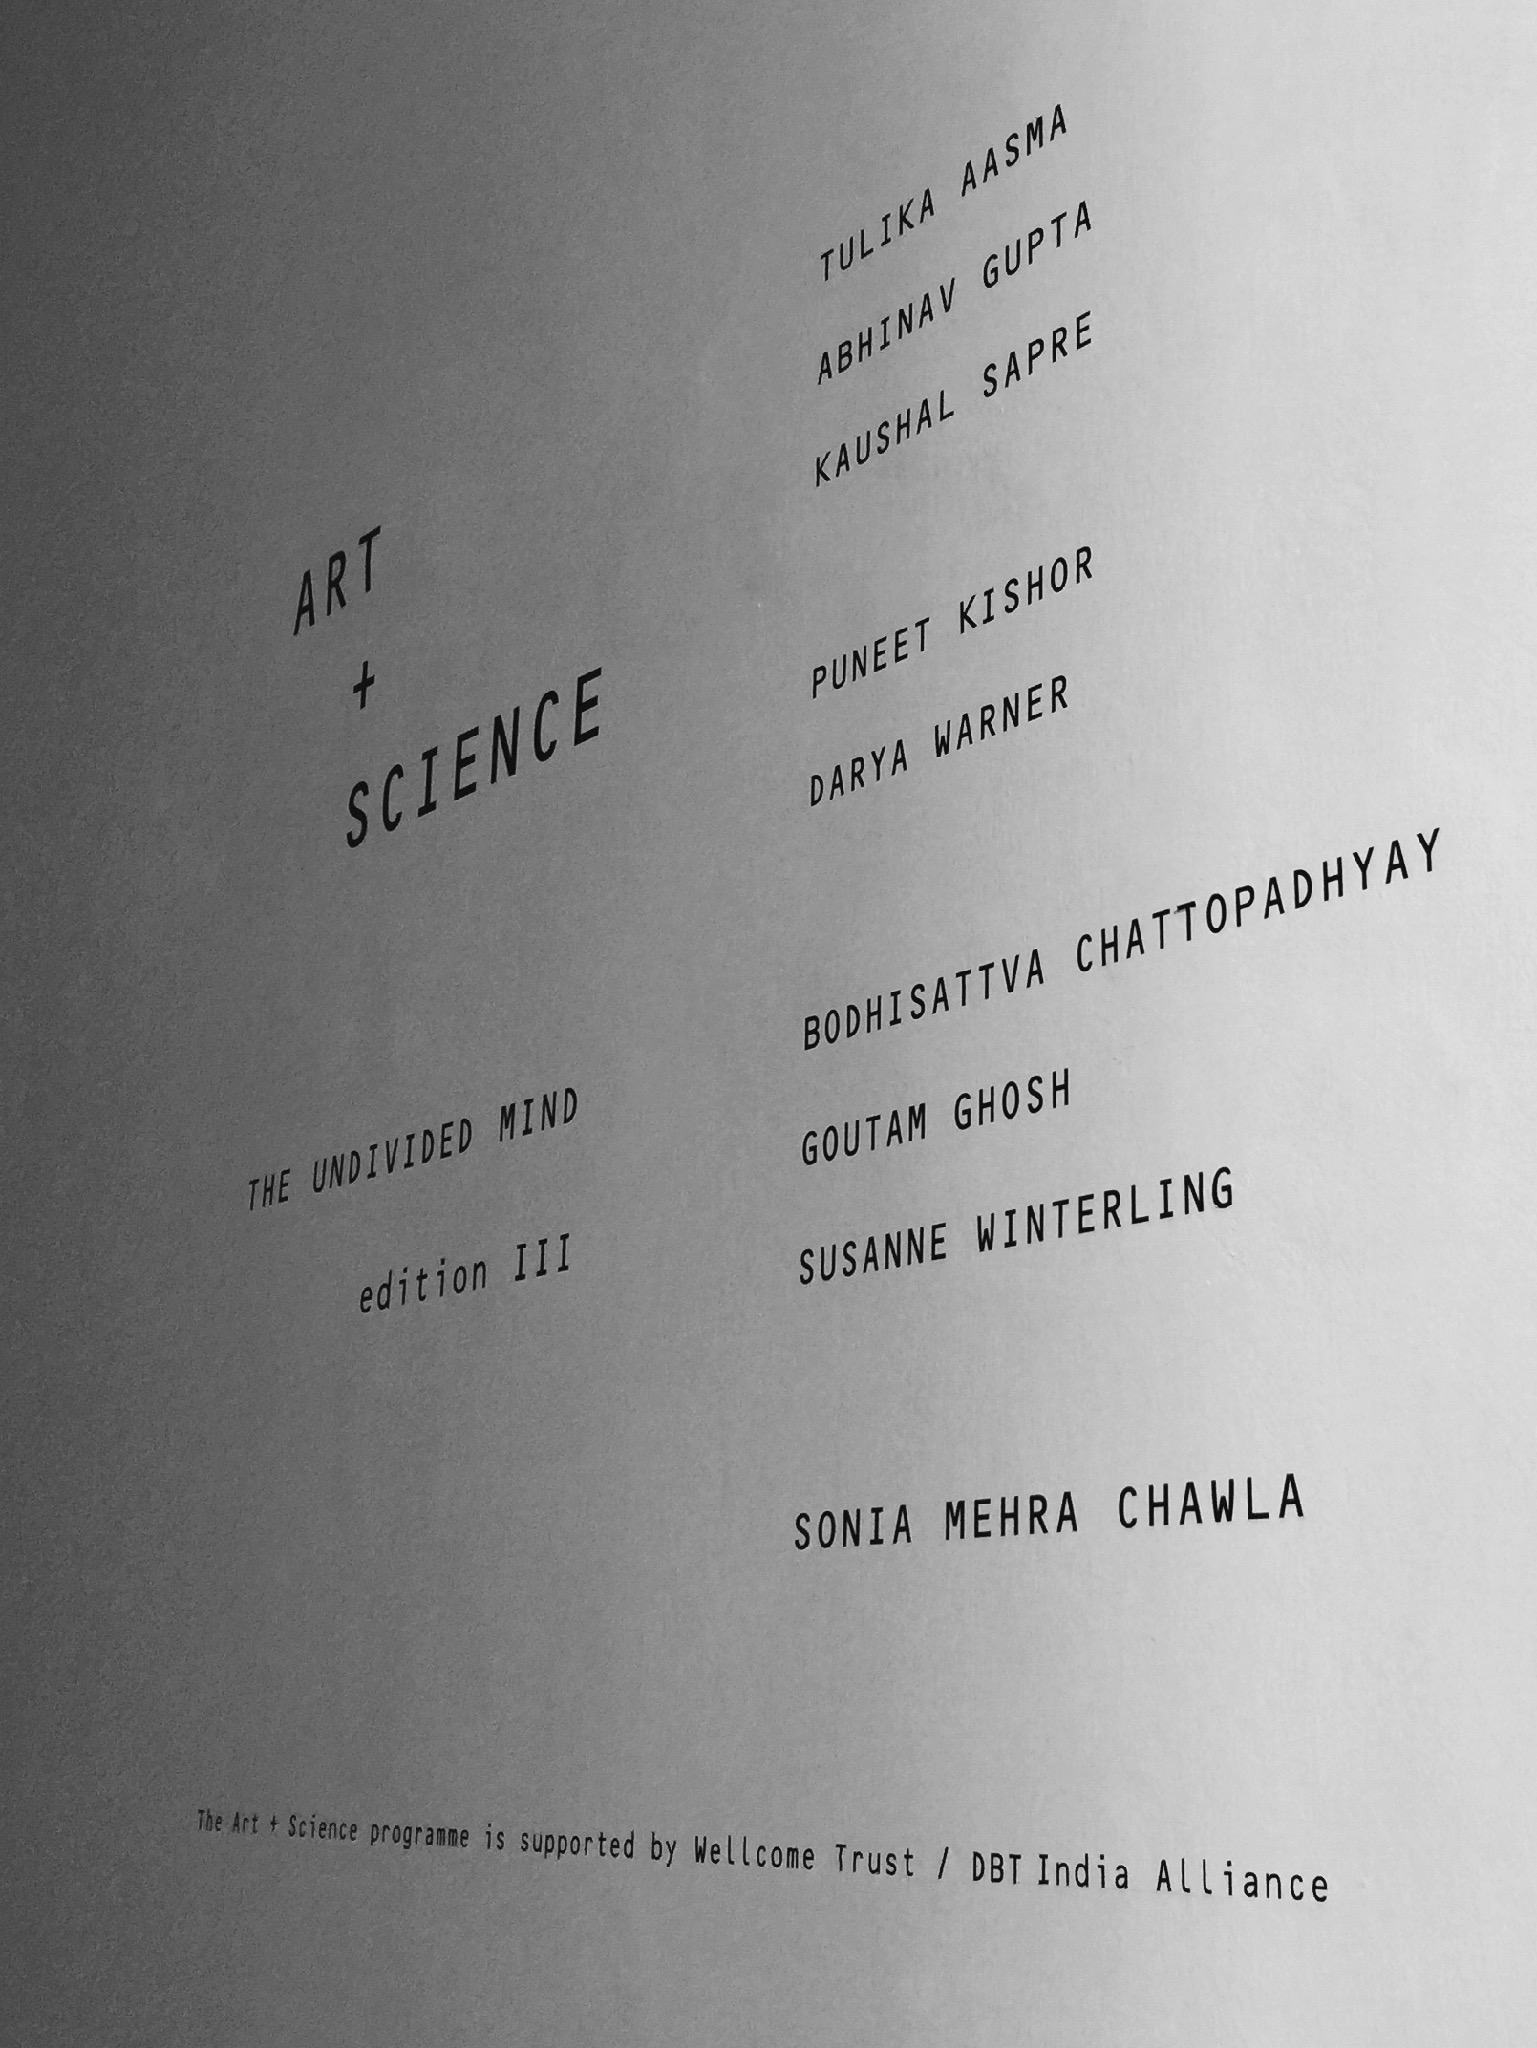 ART
+
SCIENCE
THE UNDIVIDED MIND
edition III
TULIKA AASMA
ABHINAV GUPTA
KAUSHAL SAPRE
PUNEET KISHOR
DARYA WARNER
BODHISATTVA CHATTOPADHYAY
GOUTAM GHOSH
SUSANNE WINTERLING
SONIA MEHRA CHAWLA
The Art + Science programme is supported by Wellcome Trust / DBT India Alliance